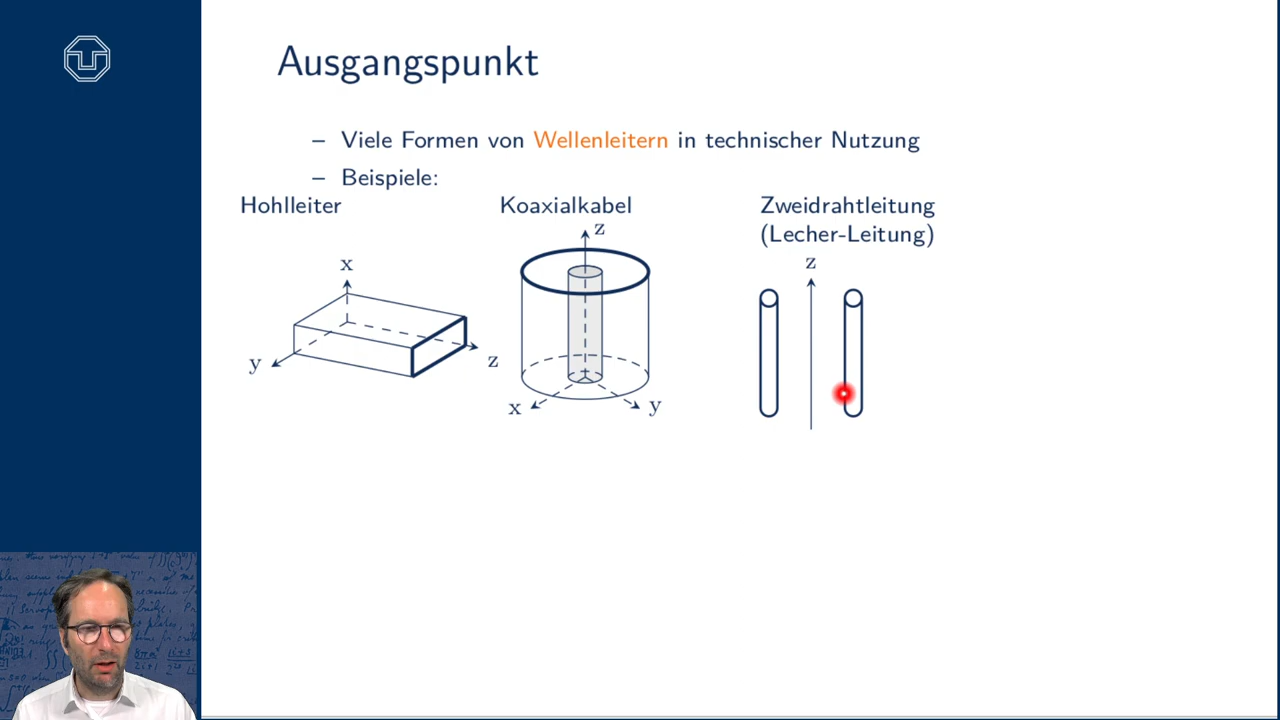 Ausgangspunkt
– Viele Formen von Wellenleitern in technischer Nutzung
– Beispiele:
Hohlleiter
x
y
z
Koaxialkabel
z
x
y
Zweidrahtleitung
(Lecher-Leitung)
z